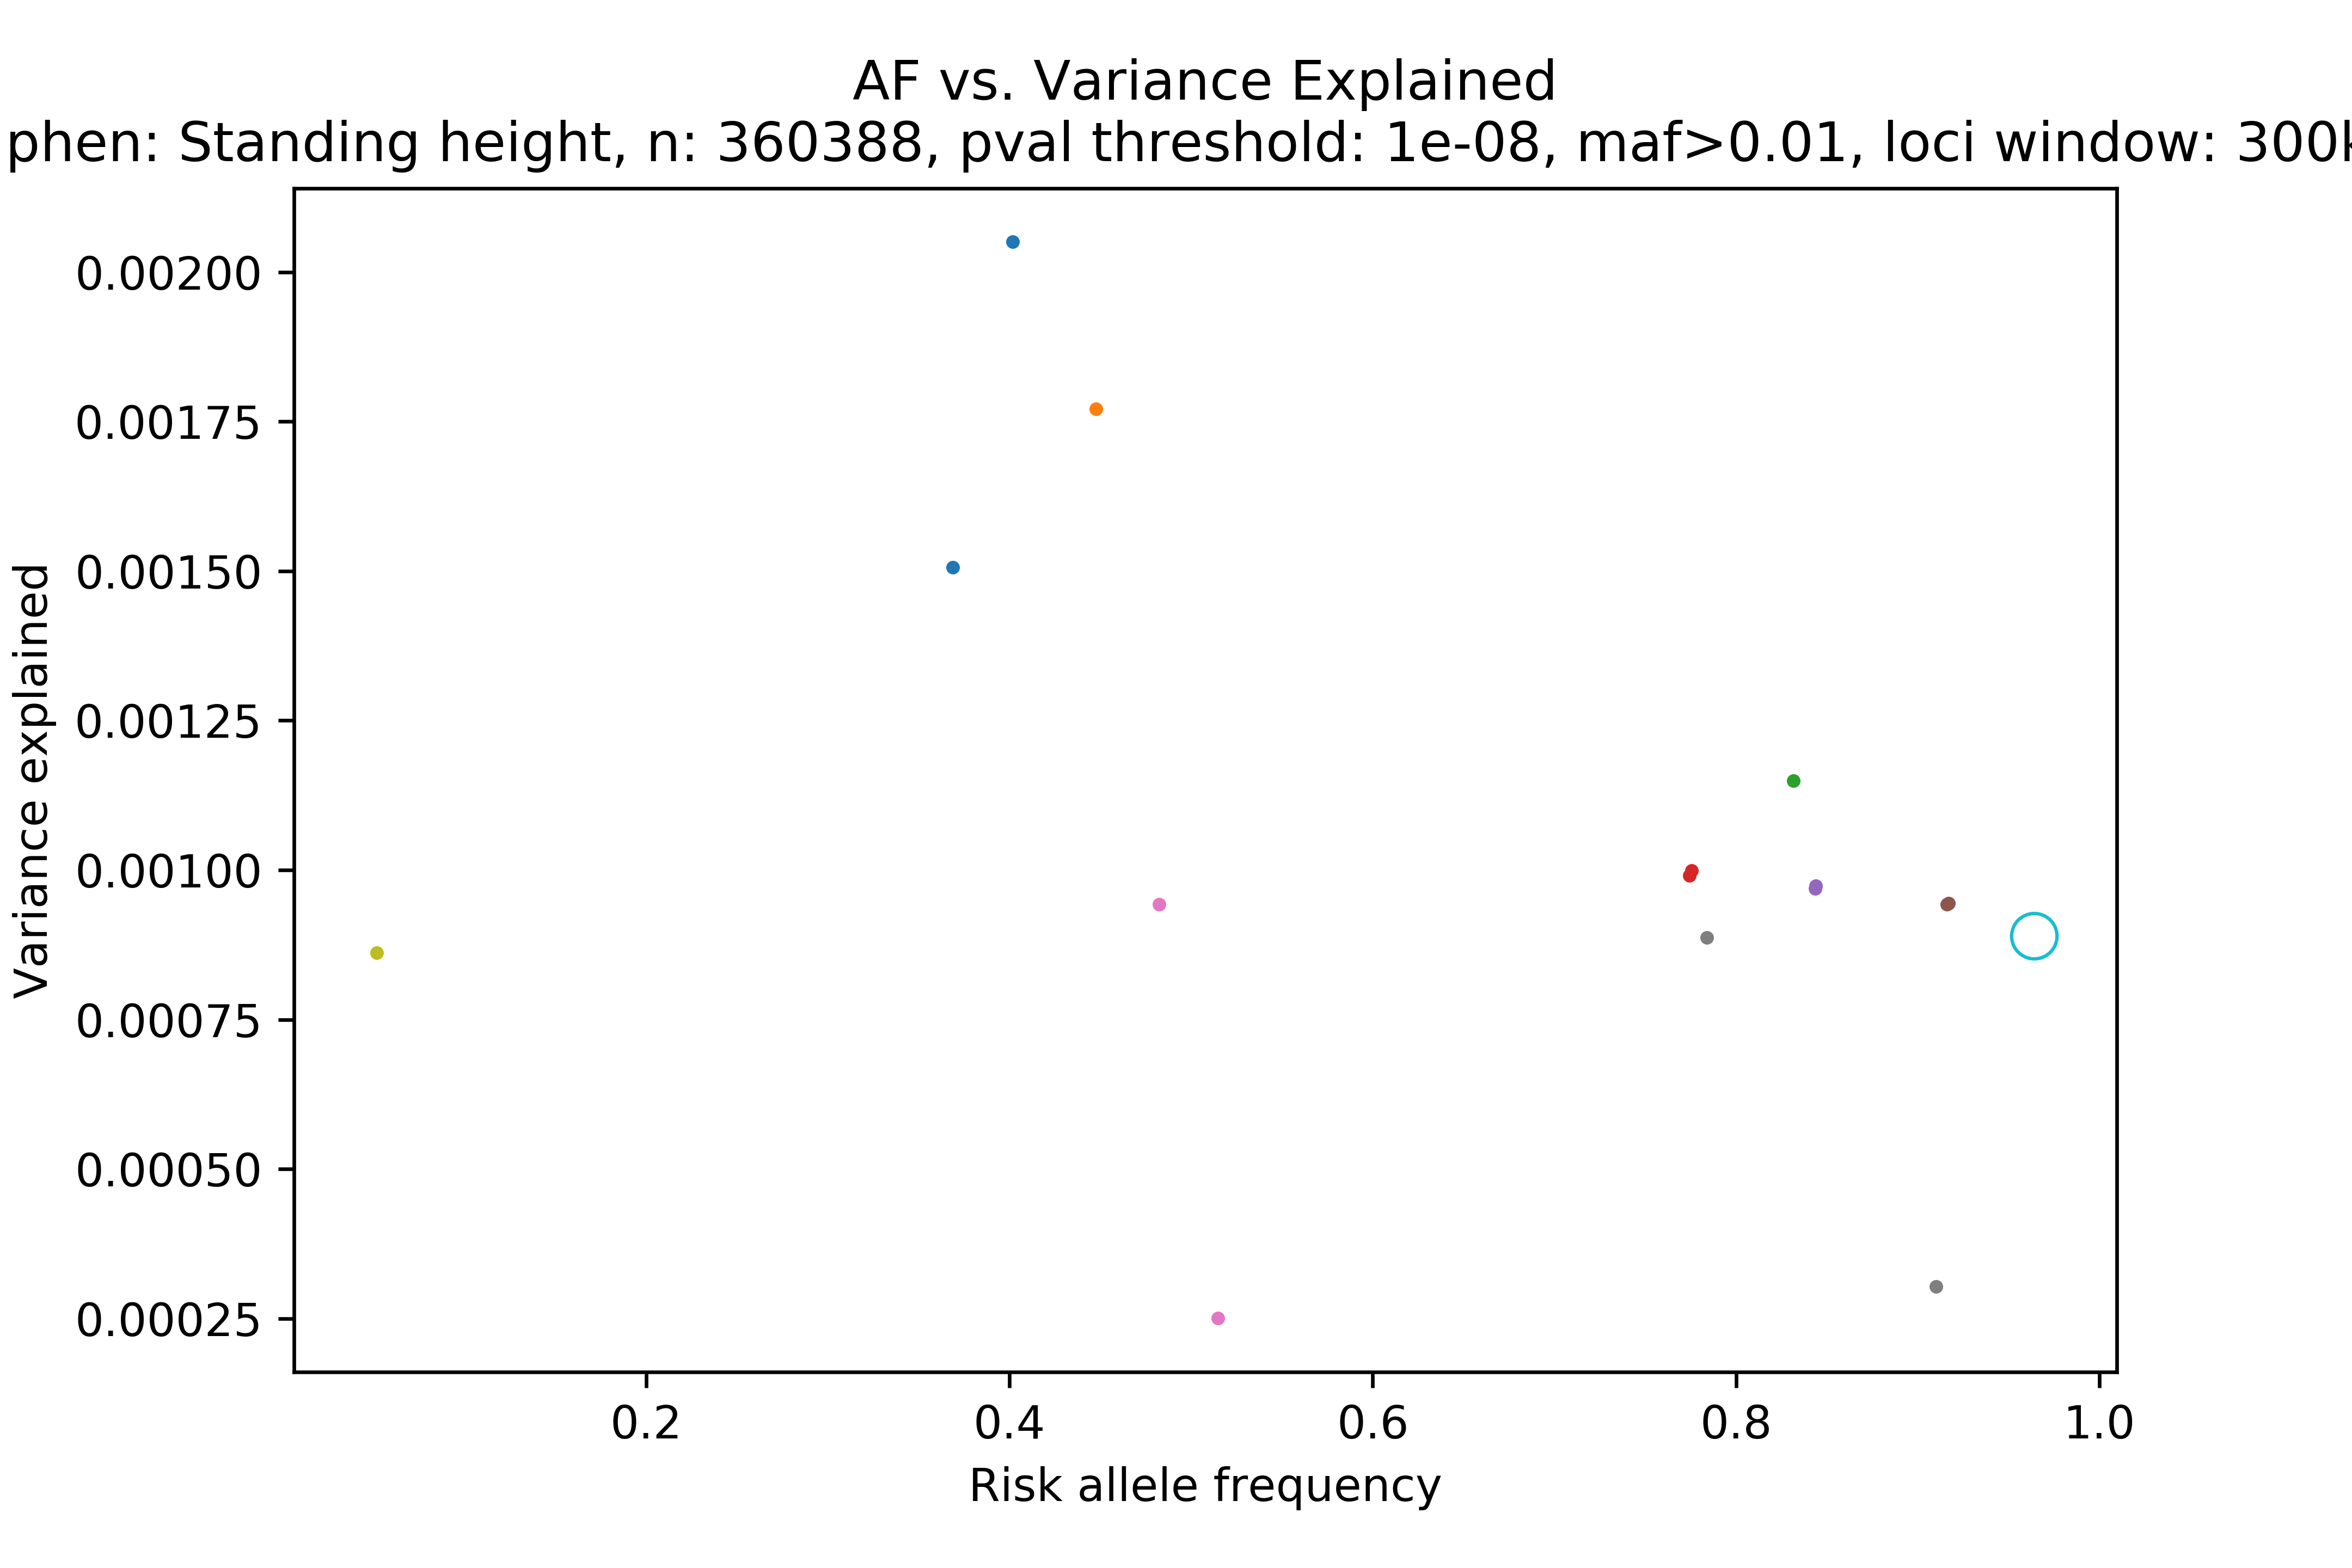 AF vs. Variance Explained
phen: Standing height, n: 360388, pval threshold: 1e-08, maf>0.01, loci window: 300k
0.00200
0.00175
0.00150
0.00125
0.00100
0.00075
0.00050
0.00025
Variance explained
0.2 0.4 0.6 0.8 1.0
Risk allele frequency